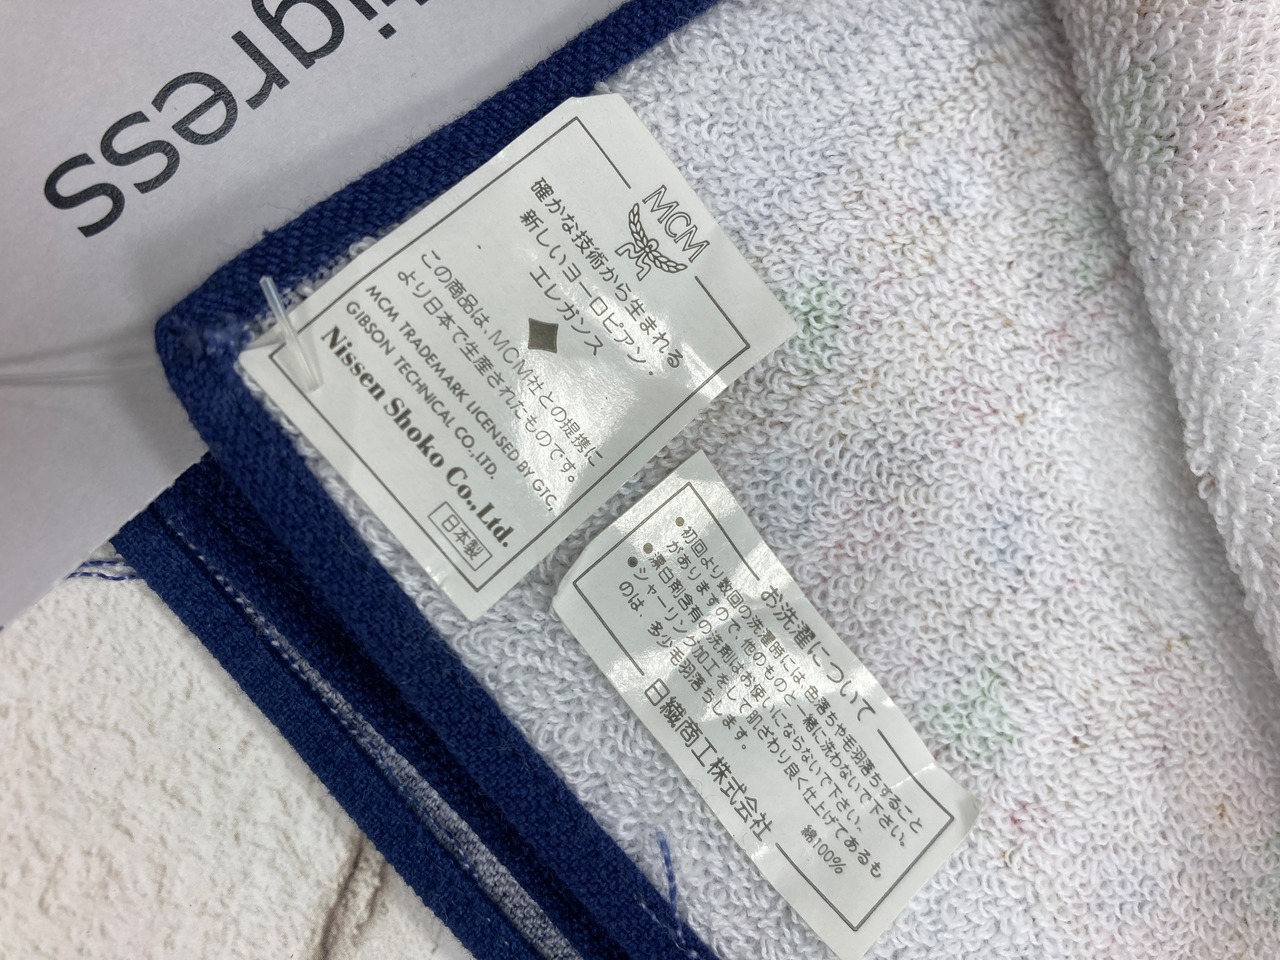 igress
MCM
確かな技術から生まれる
新しいヨーロピアン・
エレガンス
この商品は、MCM社との提携に
より日本で生産されたものです。
MCM TRADEMARK LICENSED BY GTC,
GIBSON TECHNICAL CO.,LTD.
Nissen Shoko Co.,Ltd.
日本製
お洗濯について
●初回より数回の洗濯時には、色落ちや毛羽落ちすること
がありますので、他のものと一緒に洗わないで下さい。
●漂白剤含有の洗剤はお使いにならないで下さい。
●シャーリング加工をして肌ざわり良く仕上げてあるも
のは、多少毛羽落ちします。
綿100%
日繊商工株式会社